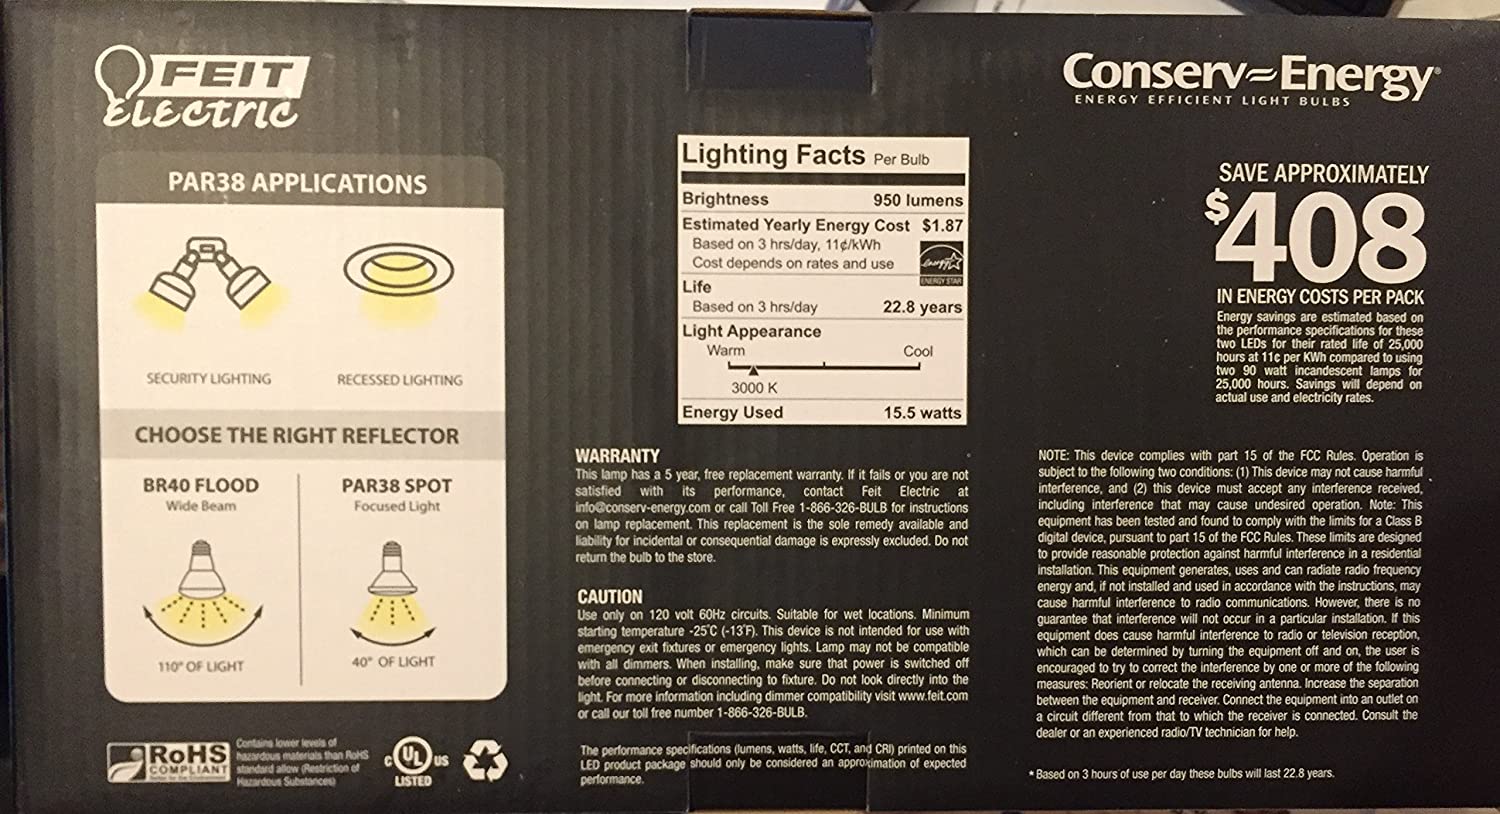 FEIT
Electric
PAR38 APPLICATIONS
SECURITY LIGHTING
RECESSED LIGHTING
CHOOSE THE RIGHT REFLECTOR
BR40 FLOOD
Wide Beam
110° OF LIGHT
PAR38 SPOT
Focused Light
40° OF LIGHT
RoHS
COMPLIANT
Contains lower levels of
hazardous materials than RoHS
standard allow (Restriction of
Hazardous Substances)
C UL US
LISTED
Lighting Facts Per Bulb
Brightness 950 lumens
Estimated Yearly Energy Cost $1.87
Based on 3 hrs/day, 11¢/kWh
Cost depends on rates and use
energy
ENERGY STAR
Life
Based on 3 hrs/day 22.8 years
Light Appearance
Warm Cool
3000 K
Energy Used 15.5 watts
WARRANTY
This lamp has a 5 year, free replacement warranty. If it fails or you are not
satisfied with its performance, contact Feit Electric at
info@conserv-energy.com or call Toll Free 1-866-326-BULB for instructions
on lamp replacement. This replacement is the sole remedy available and
liability for incidental or consequential damage is expressly excluded. Do not
return the bulb to the store.
CAUTION
Use only on 120 volt 60Hz circuits. Suitable for wet locations. Minimum
starting temperature -25°C (-13°F). This device is not intended for use with
emergency exit fixtures or emergency lights. Lamp may not be compatible
with all dimmers. When installing, make sure that power is switched off
before connecting or disconnecting to fixture. Do not look directly into the
light. For more information including dimmer compatibility visit www.feit.com
or call our toll free number 1-866-326-BULB.
The performance specifications (lumens, watts, life, CCT, and CRI) printed on this
LED product package should only be considered an approximation of expected
performance.
Conserv~Energy®
ENERGY EFFICIENT LIGHT BULBS
SAVE APPROXIMATELY
$408
IN ENERGY COSTS PER PACK
Energy savings are estimated based on
the performance specifications for these
two LEDs for their rated life of 25,000
hours at 11¢ per KWh compared to using
two 90 watt incandescent lamps for
25,000 hours. Savings will depend on
actual use and electricity rates.
NOTE: This device complies with part 15 of the FCC Rules. Operation is
subject to the following two conditions: (1) This device may not cause harmful
interference, and (2) this device must accept any interference received,
including interference that may cause undesired operation. Note: This
equipment has been tested and found to comply with the limits for a Class B
digital device, pursuant to part 15 of the FCC Rules. These limits are designed
to provide reasonable protection against harmful interference in a residential
installation. This equipment generates, uses and can radiate radio frequency
energy and, if not installed and used in accordance with the instructions, may
cause harmful interference to radio communications. However, there is no
guarantee that interference will not occur in a particular installation. If this
equipment does cause harmful interference to radio or television reception,
which can be determined by turning the equipment off and on, the user is
encouraged to try to correct the interference by one or more of the following
measures: Reorient or relocate the receiving antenna. Increase the separation
between the equipment and receiver. Connect the equipment into an outlet on
a circuit different from that to which the receiver is connected. Consult the
dealer or an experienced radio/TV technician for help.
* Based on 3 hours of use per day these bulbs will last 22.8 years.